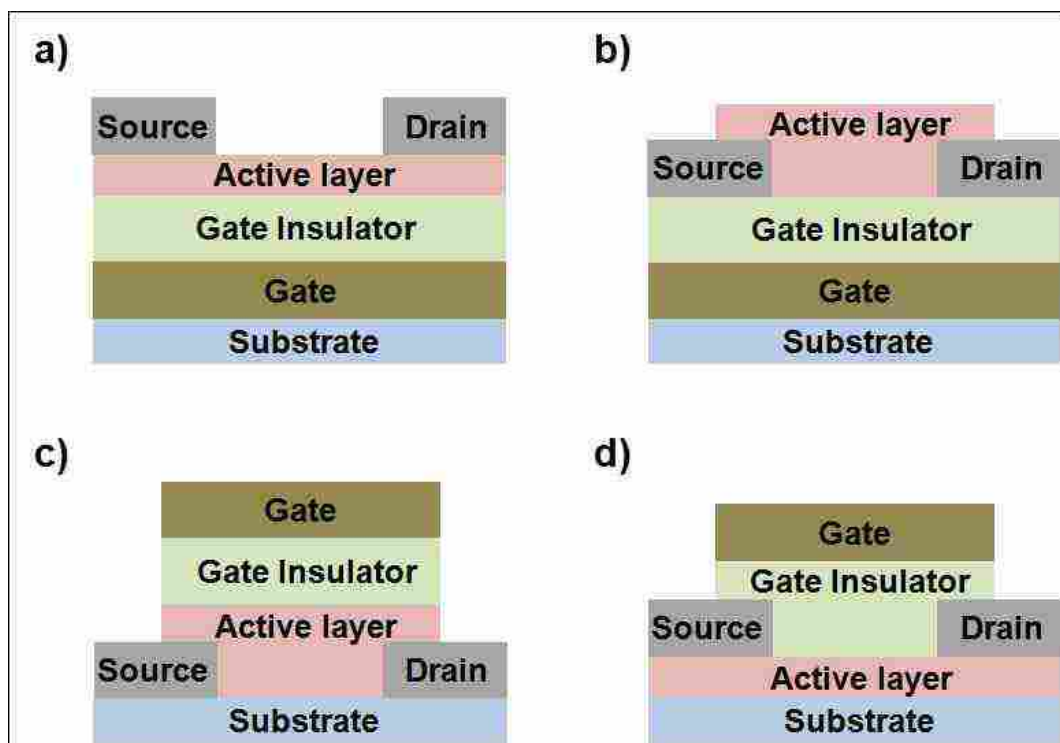 a)
Source
Drain
Active layer
Gate Insulator
Gate
Substrate
b)
Active layer
Source
Drain
Gate Insulator
Gate
Substrate
c)
Gate
Gate Insulator
Active layer
Source
Drain
Substrate
d)
Gate
Gate Insulator
Source
Drain
Active layer
Substrate